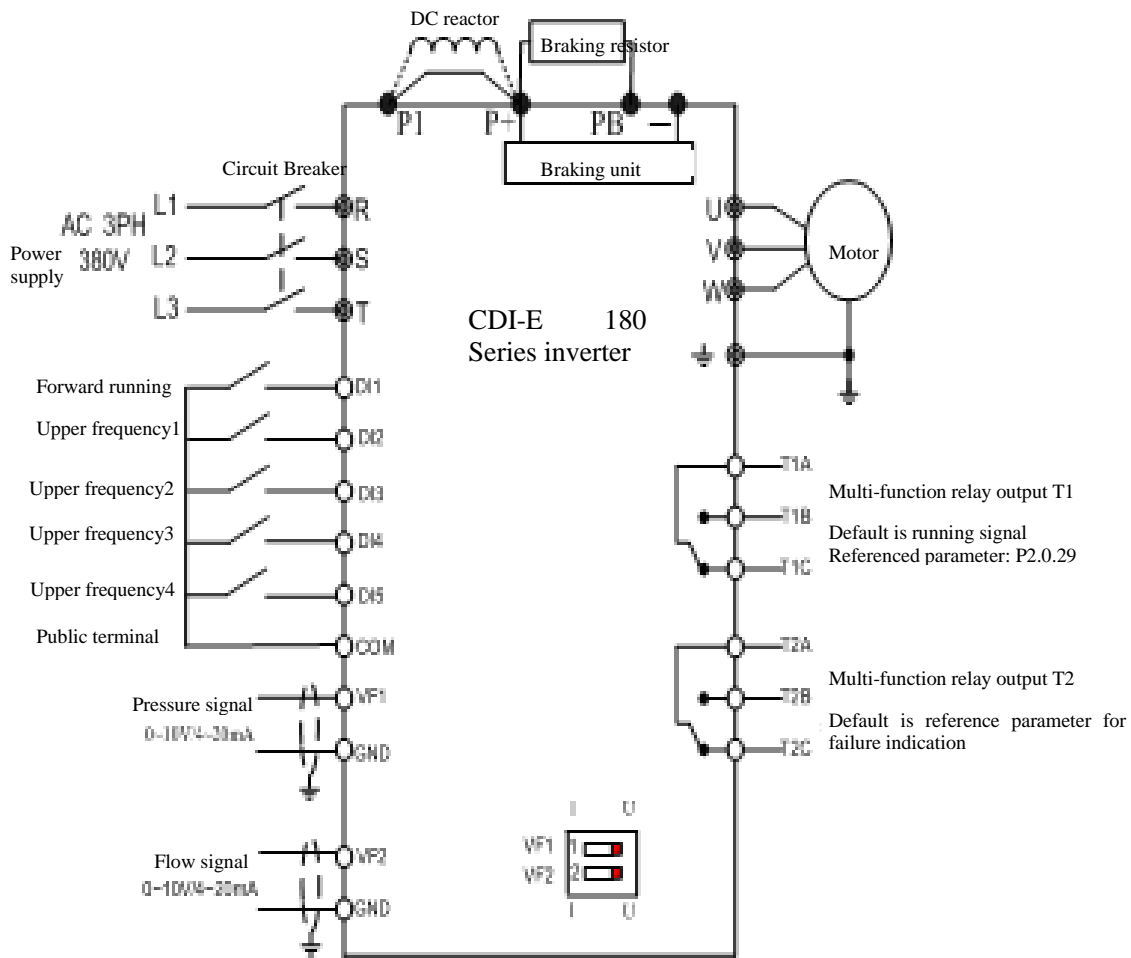 DC reactor
Braking resistor
P1
P+
PB
—
Braking unit
Circuit Breaker
L1
R
U
AC 3PH
Power supply
380V
L2
S
V
Motor
L3
T
W
CDI-E 180
Series inverter
Forward running
DI1
Upper frequency1
DI2
Upper frequency2
DI3
Upper frequency3
DI4
Upper frequency4
DI5
Public terminal
COM
Pressure signal
VF1
0~10V/4~20mA
GND
Flow signal
VF2
0~10V/4~20mA
GND
T1A
Multi-function relay output T1
T1B
Default is running signal
Referenced parameter: P2.0.29
T1C
T2A
Multi-function relay output T2
T2B
Default is reference parameter for
failure indication
T2C
I U
VF1 1
VF2 2
I U